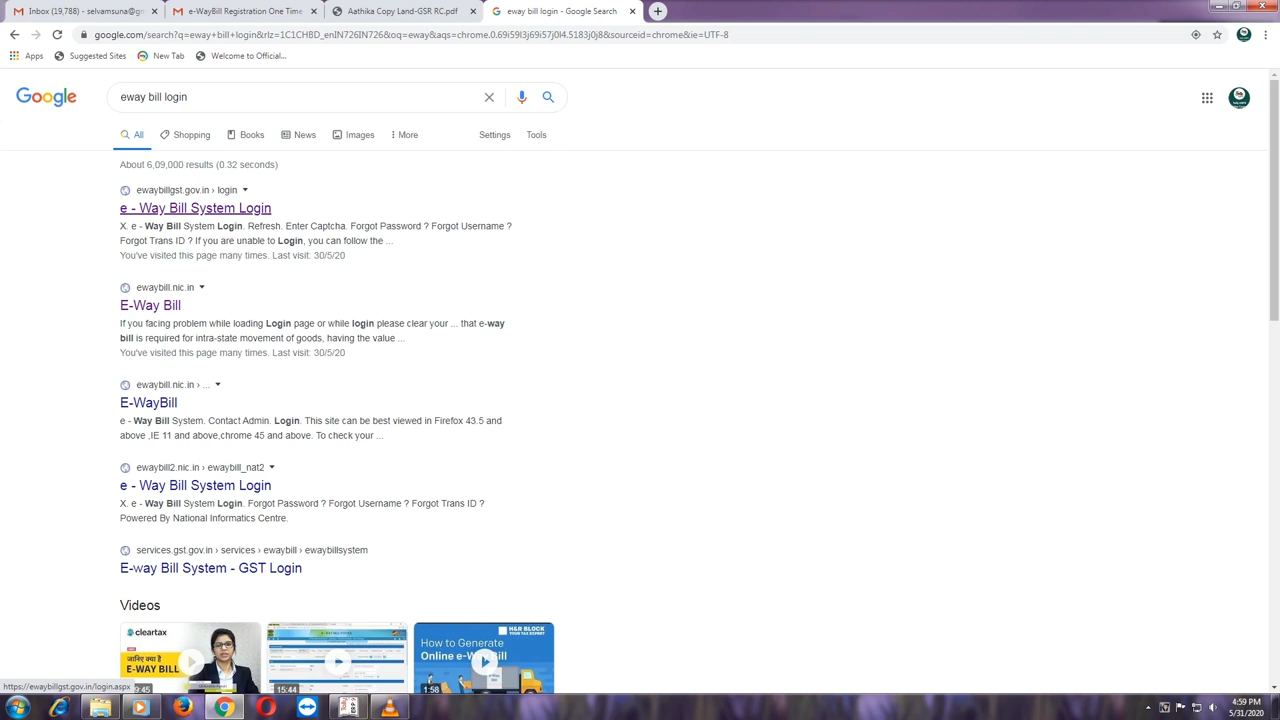 Inbox (19,788) - selvamsuna@g
e-WayBill Registration One Time
Aathika Copy Land-GSR RC.pdf
eway bill login - Google Search
google.com/search?q=eway+bill+login&rlz=1C1CHBD_enIN726IN726&oq=eway&aqs=chrome.0.69i59l3j69i57j0l4.5183j0j8&sourceid=chrome&ie=UTF-8
Apps Suggested Sites New Tab Welcome to Official...
Google
eway bill login
All Shopping Books News Images More Settings Tools
About 6,09,000 results (0.32 seconds)
ewaybillgst.gov.in › login
e - Way Bill System Login
X. e - Way Bill System Login. Refresh. Enter Captcha. Forgot Password ? Forgot Username ?
Forgot Trans ID ? If you are unable to Login, you can follow the ...
You've visited this page many times. Last visit: 30/5/20
ewaybill.nic.in
E-Way Bill
If you facing problem while loading Login page or while login please clear your ... that e-way
bill is required for intra-state movement of goods, having the value ...
You've visited this page many times. Last visit: 30/5/20
ewaybill.nic.in › ...
E-WayBill
e - Way Bill System. Contact Admin. Login. This site can be best viewed in Firefox 43.5 and
above ,IE 11 and above,chrome 45 and above. To check your ...
ewaybill2.nic.in › ewaybill_nat2
e - Way Bill System Login
X. e - Way Bill System Login. Forgot Password ? Forgot Username ? Forgot Trans ID ?
Powered By National Informatics Centre.
services.gst.gov.in › services › ewaybill › ewaybillsystem
E-way Bill System - GST Login
Videos
cleartax
जानिए क्या है
E-WAY BILL
15:44
H&R BLOCK
YOUR TAX EXPERT
How to Generate
Online e-Way Bill
1:58
https://ewaybillgst.gov.in/login.aspx
4:59 PM
5/31/2020